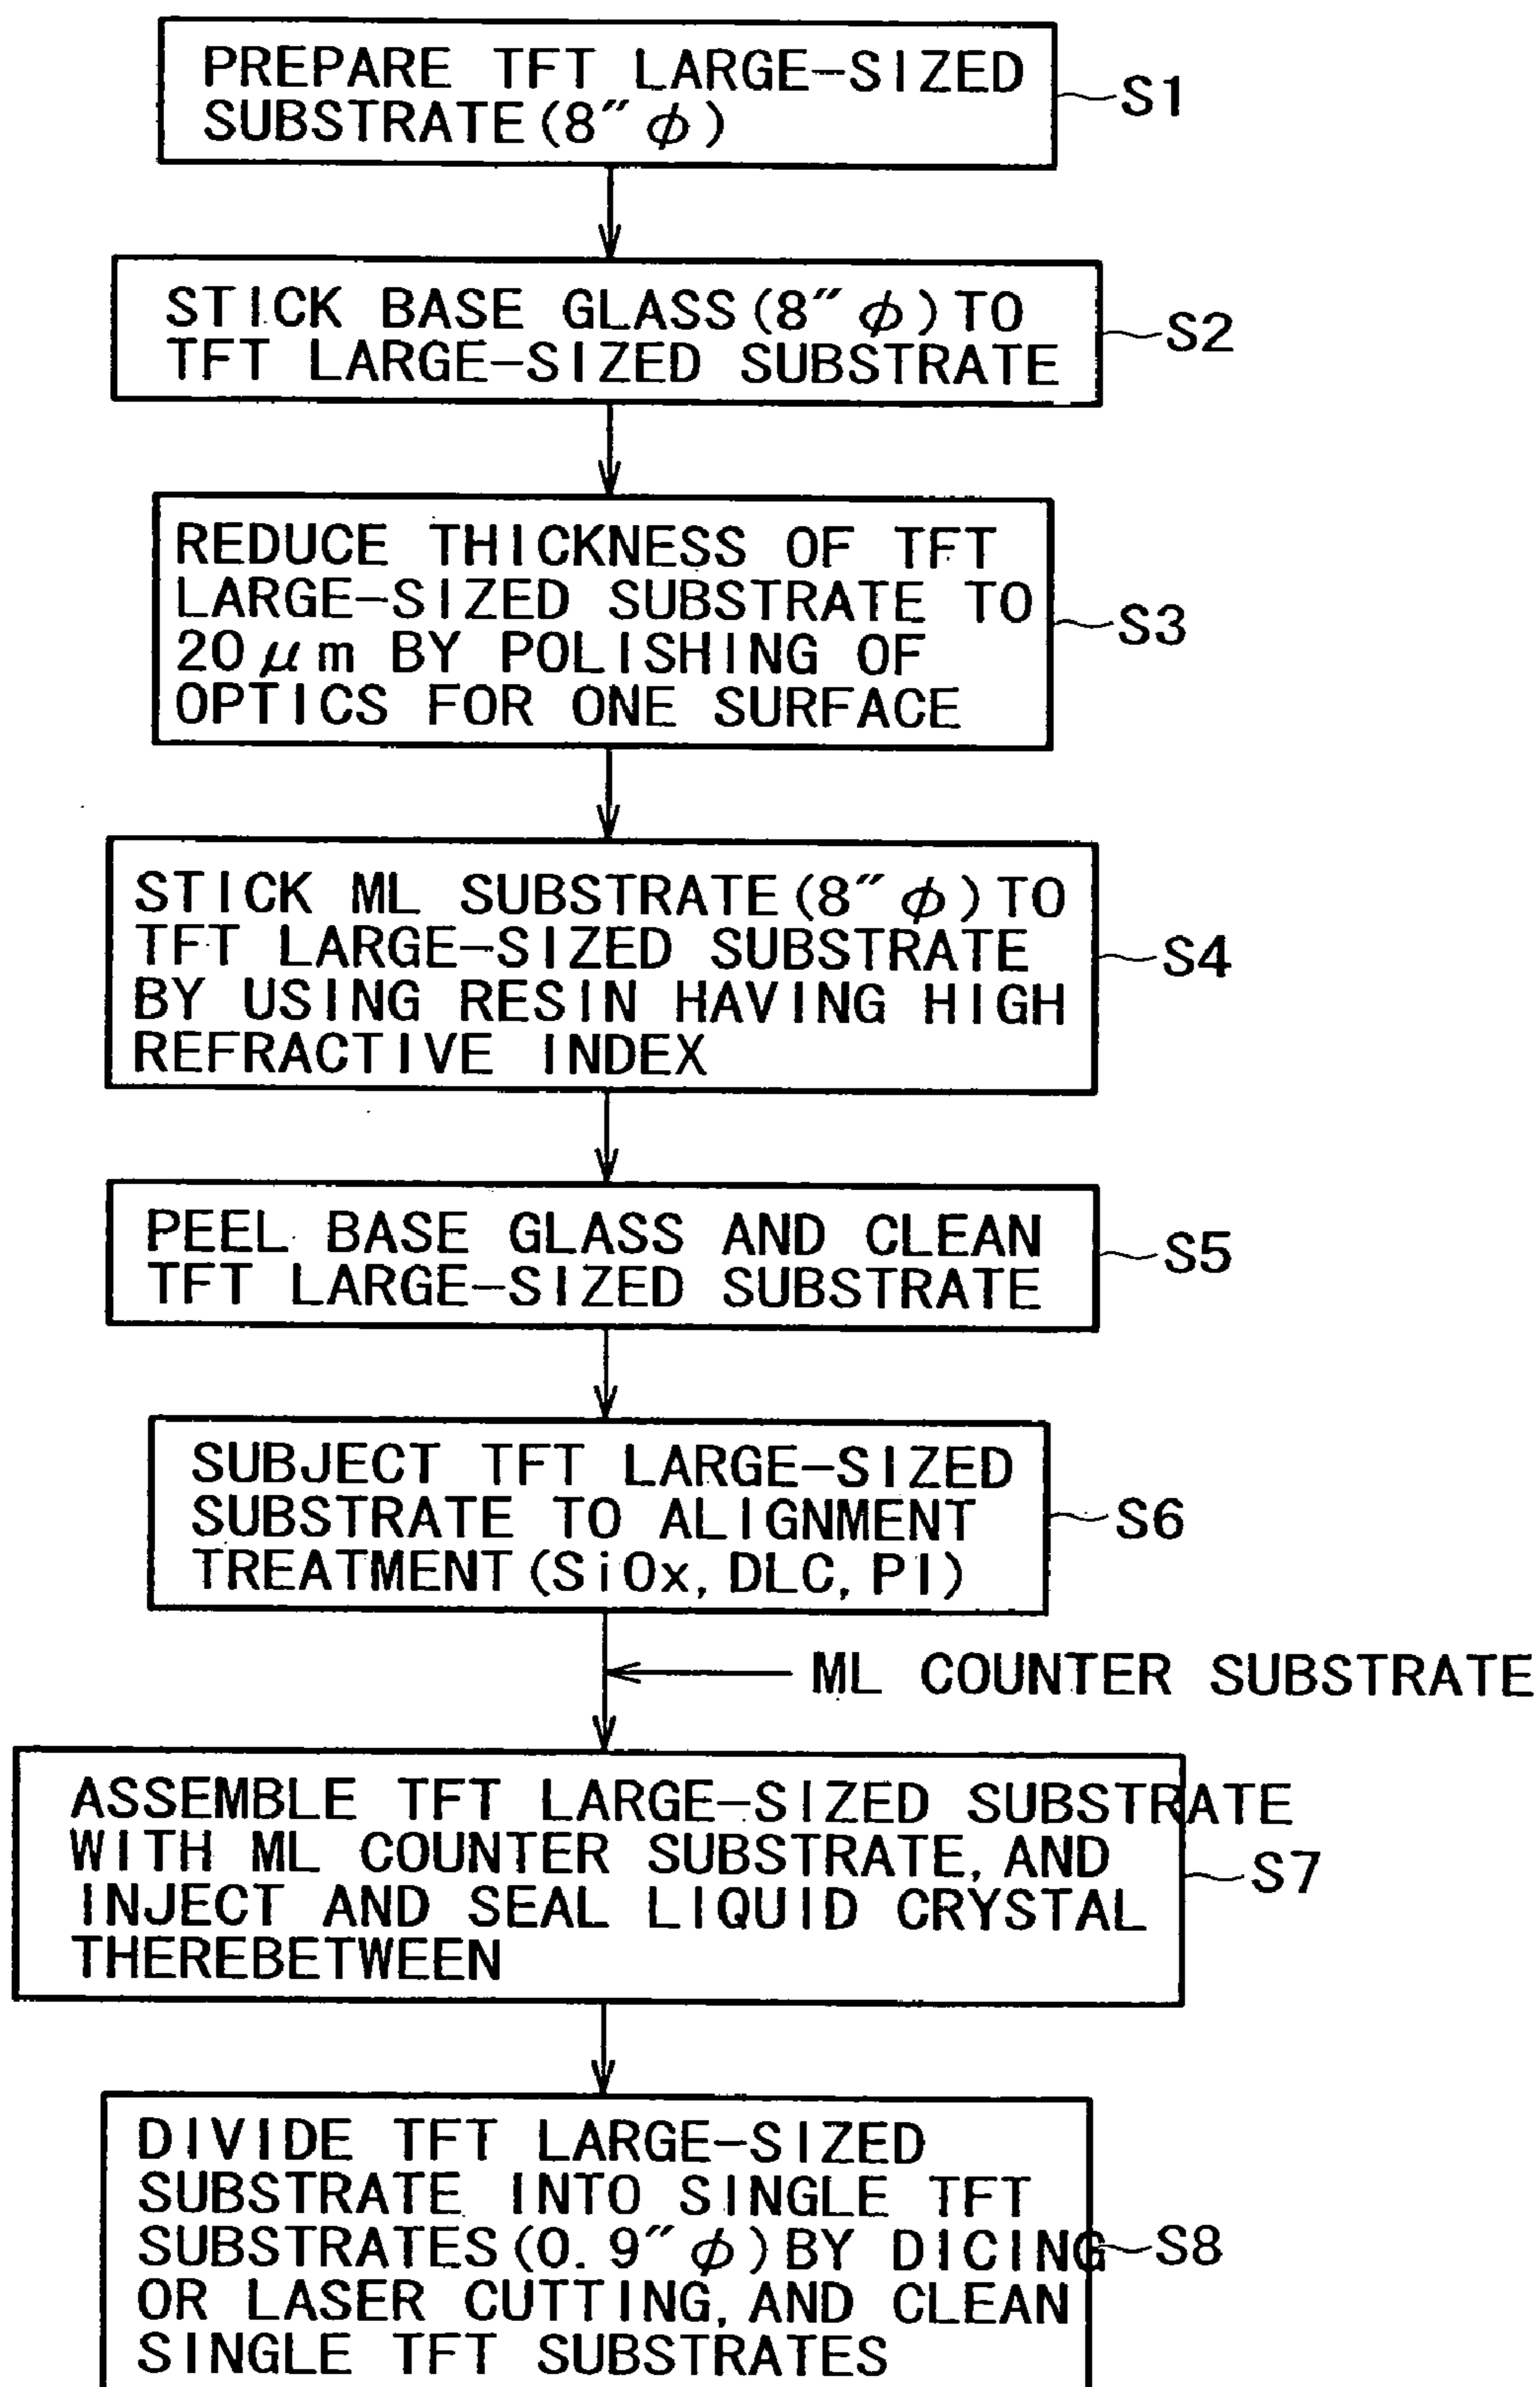 PREPARE TFT LARGE-SIZED
SUBSTRATE(8″φ)
S1
STICK BASE GLASS(8″φ)TO
TFT LARGE-SIZED SUBSTRATE
S2
REDUCE THICKNESS OF TFT
LARGE-SIZED SUBSTRATE TO
20μm BY POLISHING OF
OPTICS FOR ONE SURFACE
S3
STICK ML SUBSTRATE(8″φ)TO
TFT LARGE-SIZED SUBSTRATE
BY USING RESIN HAVING HIGH
REFRACTIVE INDEX
S4
PEEL BASE GLASS AND CLEAN
TFT LARGE-SIZED SUBSTRATE
S5
SUBJECT TFT LARGE-SIZED
SUBSTRATE TO ALIGNMENT
TREATMENT(SiOx, DLC, PI)
S6
ML COUNTER SUBSTRATE
ASSEMBLE TFT LARGE-SIZED SUBSTRATE
WITH ML COUNTER SUBSTRATE, AND
INJECT AND SEAL LIQUID CRYSTAL
THEREBETWEEN
S7
DIVIDE TFT LARGE-SIZED
SUBSTRATE INTO SINGLE TFT
SUBSTRATES(0.9″φ)BY DICING
OR LASER CUTTING, AND CLEAN
SINGLE TFT SUBSTRATES
S8